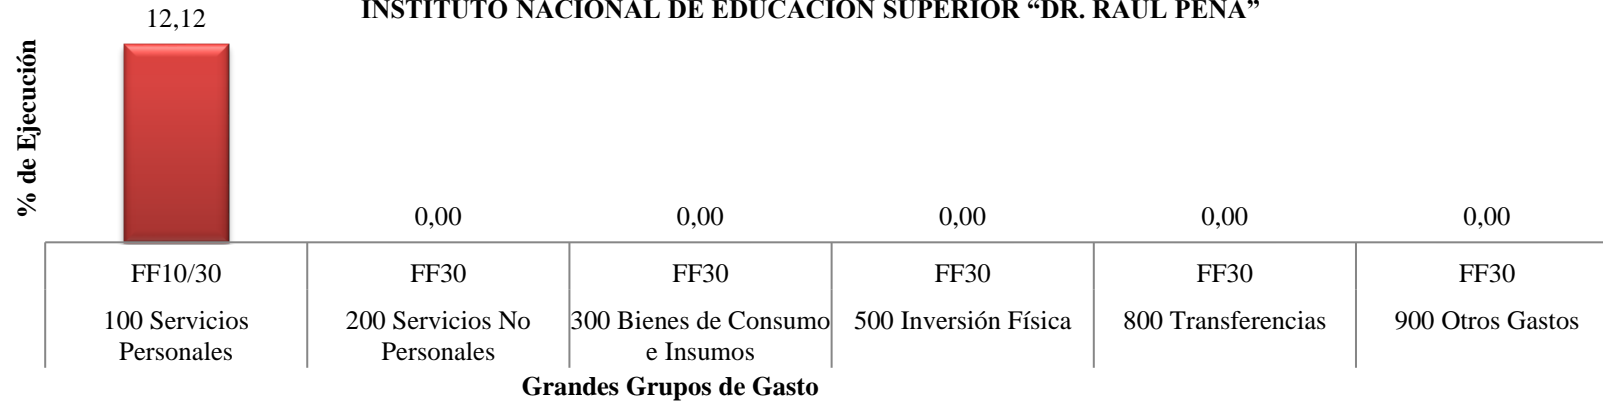 INSTITUTO NACIONAL DE EDUCACIÓN SUPERIOR “DR. RAÚL PEÑA”
12,12
% de Ejecución
0,00
0,00
0,00
0,00
0,00
FF10/30
FF30
FF30
FF30
FF30
FF30
100 Servicios
Personales
200 Servicios No
Personales
300 Bienes de Consumo
e Insumos
500 Inversión Física
800 Transferencias
900 Otros Gastos
Grandes Grupos de Gasto